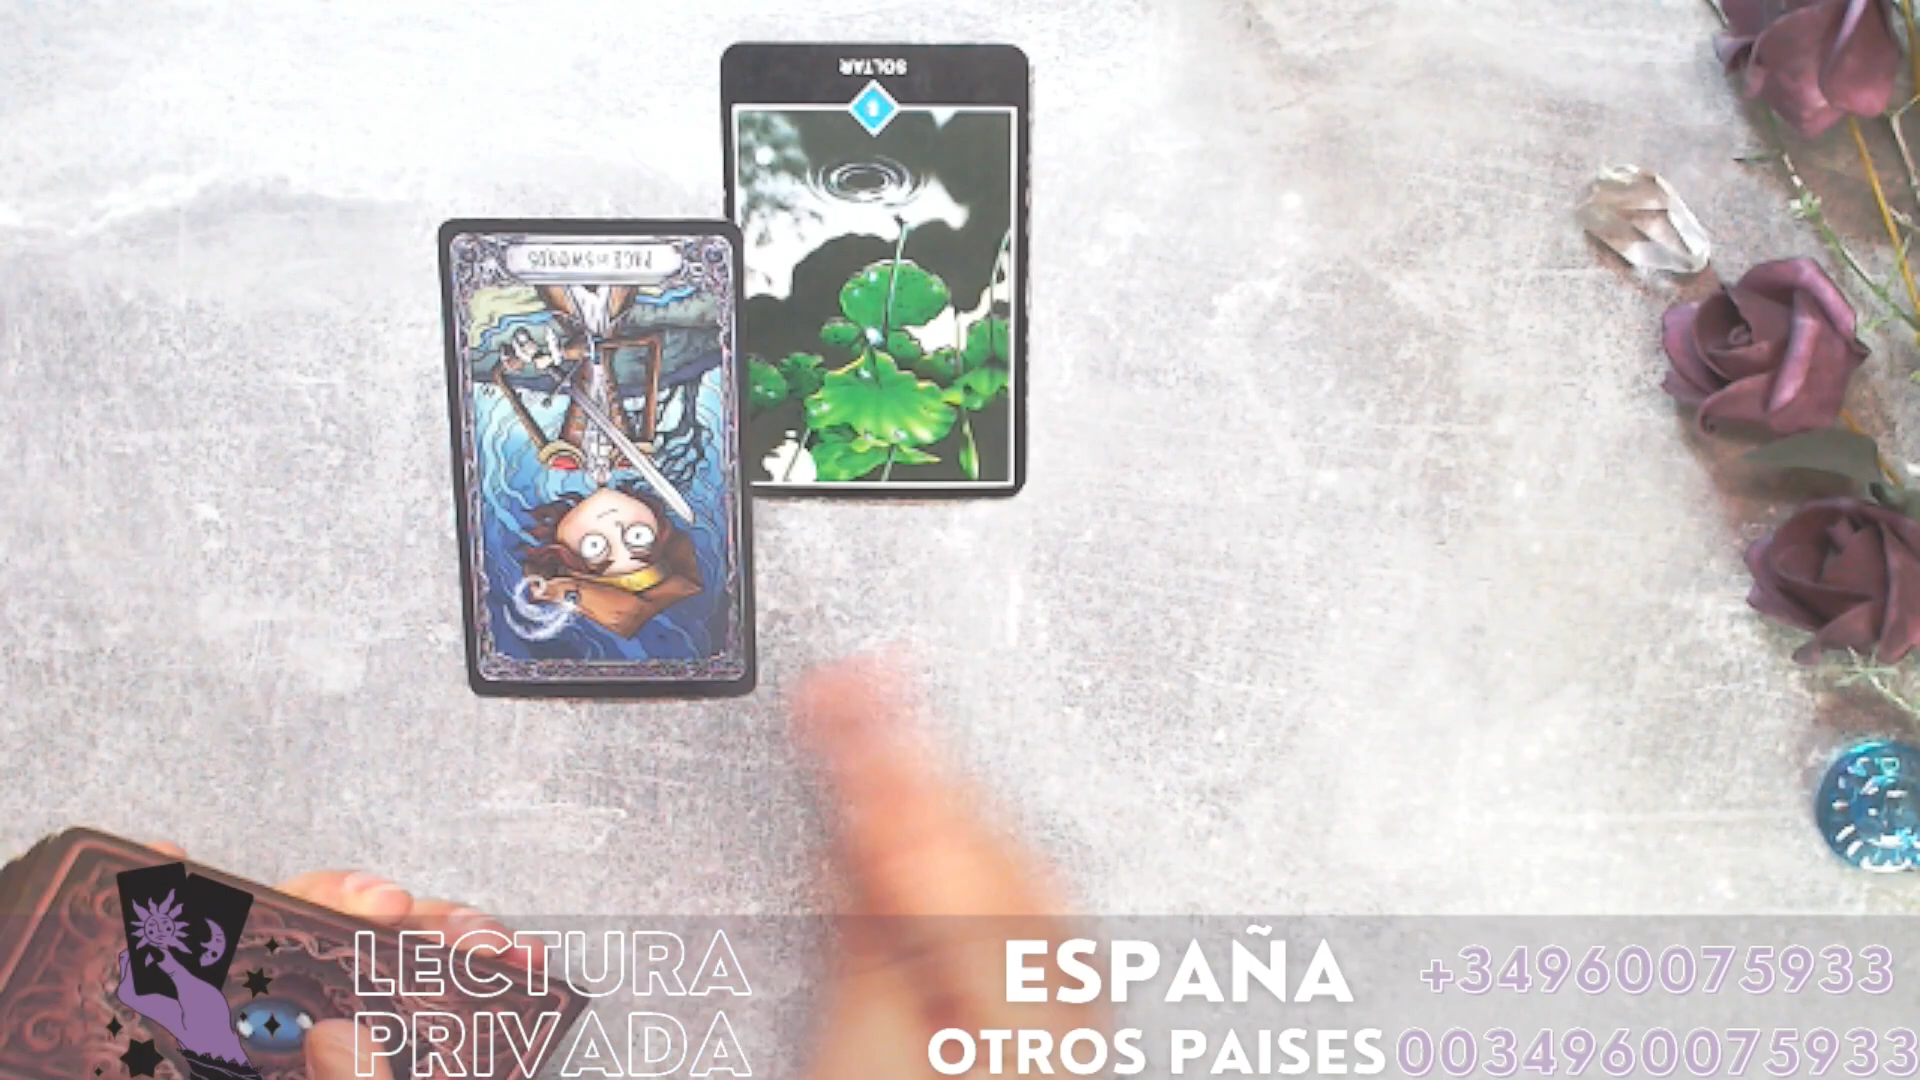 SOLTAR
PAGE OF SWORDS
LECTURA
PRIVADA
ESPAÑA +34960075933
OTROS PAISES 0034960075933